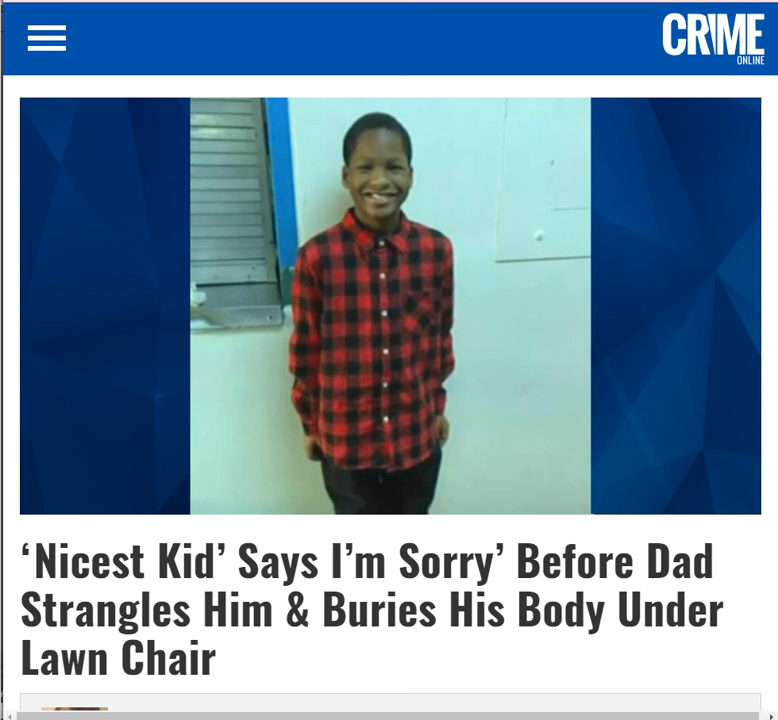 CRIME
ONLINE
‘Nicest Kid’ Says I’m Sorry’ Before Dad
Strangles Him & Buries His Body Under
Lawn Chair